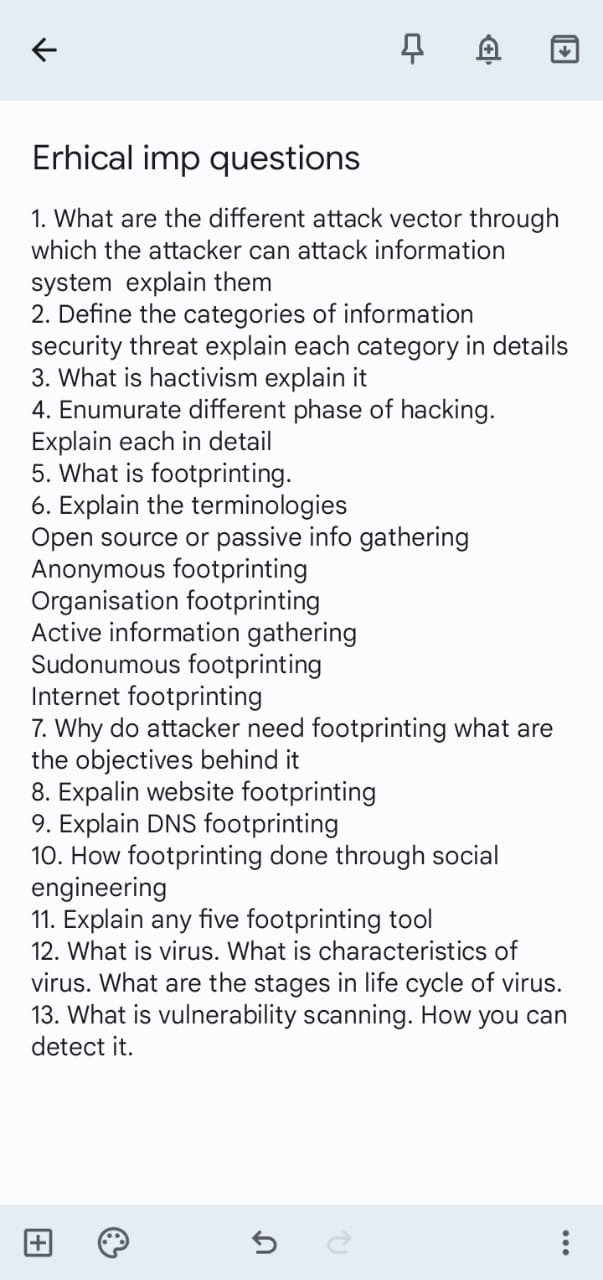 Erhical imp questions
1. What are the different attack vector through
which the attacker can attack information
system  explain them
2. Define the categories of information
security threat explain each category in details
3. What is hactivism explain it
4. Enumurate different phase of hacking.
Explain each in detail
5. What is footprinting.
6. Explain the terminologies
Open source or passive info gathering
Anonymous footprinting
Organisation footprinting
Active information gathering
Sudonumous footprinting
Internet footprinting
7. Why do attacker need footprinting what are
the objectives behind it
8. Expalin website footprinting
9. Explain DNS footprinting
10. How footprinting done through social
engineering
11. Explain any five footprinting tool
12. What is virus. What is characteristics of
virus. What are the stages in life cycle of virus.
13. What is vulnerability scanning. How you can
detect it.